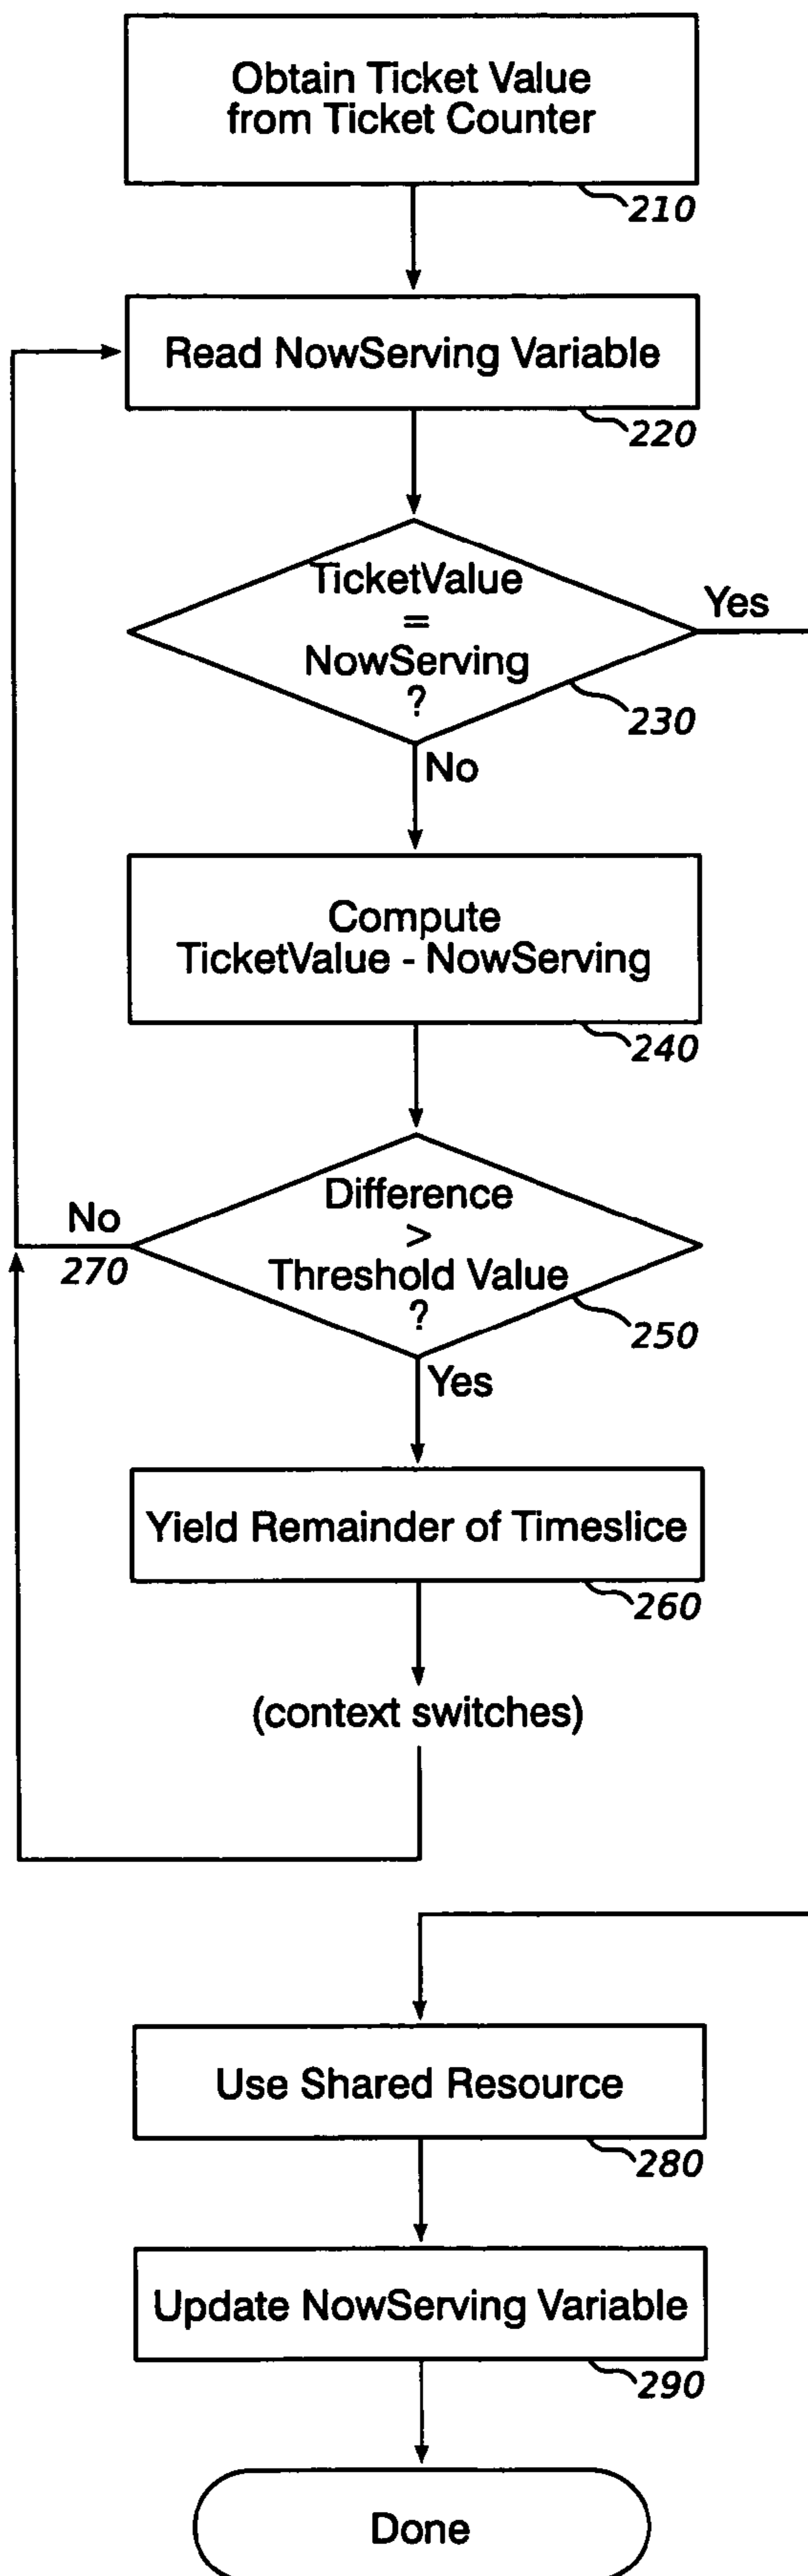 Obtain Ticket Value
from Ticket Counter
210
Read NowServing Variable
220
TicketValue
=
NowServing
?
Yes
230
No
Compute
TicketValue - NowServing
240
Difference
>
Threshold Value
?
No
270
250
Yes
Yield Remainder of Timeslice
260
(context switches)
Use Shared Resource
280
Update NowServing Variable
290
Done